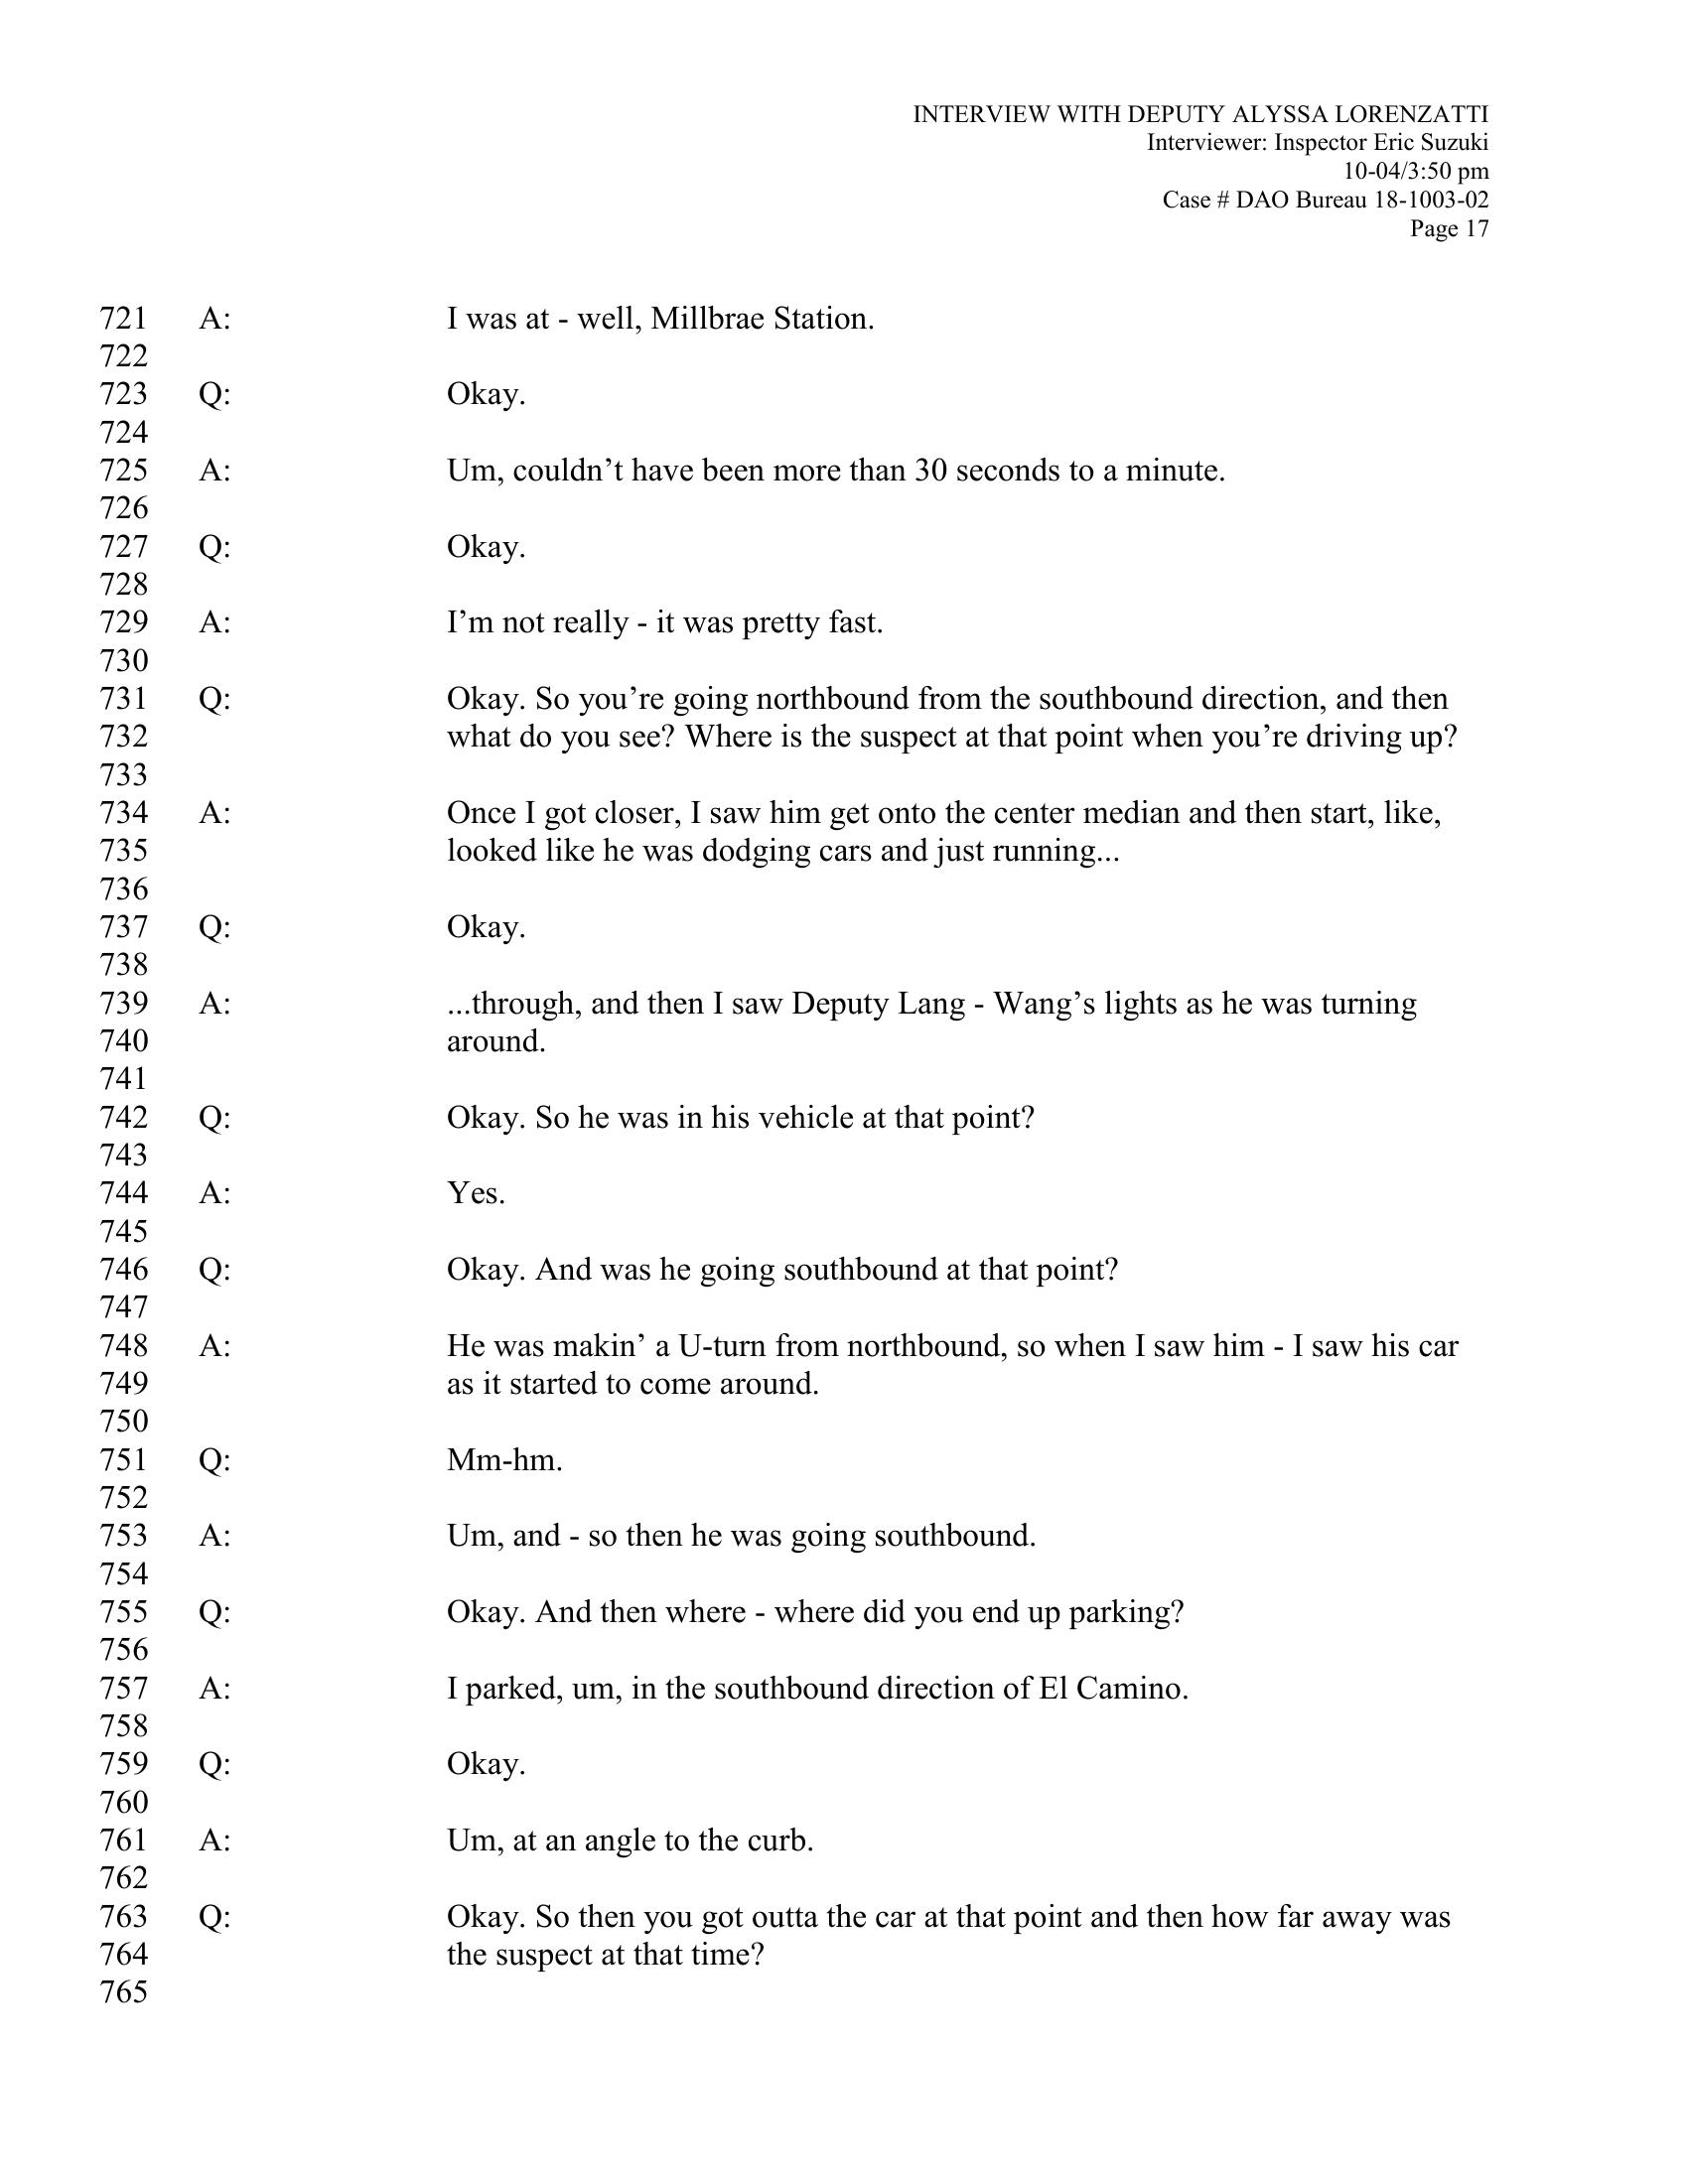 INTERVIEW WITH DEPUTY ALYSSA LORENZATTI
Interviewer: Inspector Eric Suzuki
10-04/3:50 pm
Case # DAO Bureau 18-1003-02
Page 17
721 A: I was at - well, Millbrae Station.
722
723 Q: Okay.
724
725 A: Um, couldn’t have been more than 30 seconds to a minute.
726
727 Q: Okay.
728
729 A: I’m not really - it was pretty fast.
730
731 Q: Okay. So you’re going northbound from the southbound direction, and then
732 what do you see? Where is the suspect at that point when you’re driving up?
733
734 A: Once I got closer, I saw him get onto the center median and then start, like,
735 looked like he was dodging cars and just running...
736
737 Q: Okay.
738
739 A: ...through, and then I saw Deputy Lang - Wang’s lights as he was turning
740 around.
741
742 Q: Okay. So he was in his vehicle at that point?
743
744 A: Yes.
745
746 Q: Okay. And was he going southbound at that point?
747
748 A: He was makin’ a U-turn from northbound, so when I saw him - I saw his car
749 as it started to come around.
750
751 Q: Mm-hm.
752
753 A: Um, and - so then he was going southbound.
754
755 Q: Okay. And then where - where did you end up parking?
756
757 A: I parked, um, in the southbound direction of El Camino.
758
759 Q: Okay.
760
761 A: Um, at an angle to the curb.
762
763 Q: Okay. So then you got outta the car at that point and then how far away was
764 the suspect at that time?
765